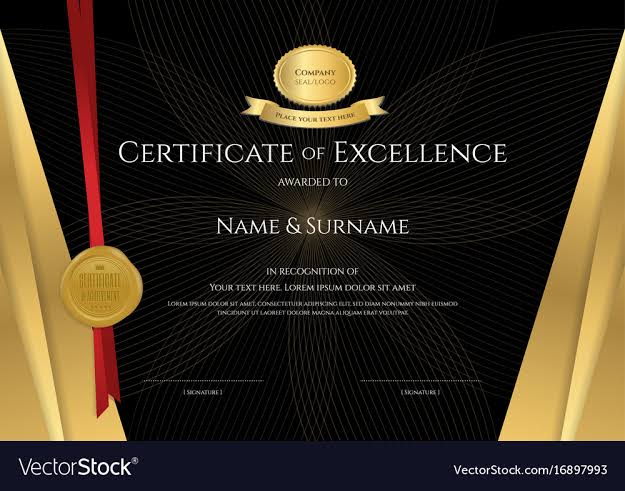 COMPANY
SEAL/LOGO
PLACE YOUR TEXT HERE
CERTIFICATE OF EXCELLENCE
AWARDED TO
NAME & SURNAME
IN RECOGNITION OF
YOUR TEXT HERE. LOREM IPSUM DOLOR SIT AMET
LOREM IPSUM DOLOR SIT AMET, CONSECTETUER ADIPISCING ELIT, SED DIAM NONUMMY NIBH EUISMOD
TINCIDUNT UT LAOREET DOLORE MAGNA ALIQUAM ERAT VOLUTPAT.
CERTIFICATE
OF ACHIEVEMENT
[ SIGNATURE ]
[ SIGNATURE ]
VectorStock®
VectorStock.com/16897993